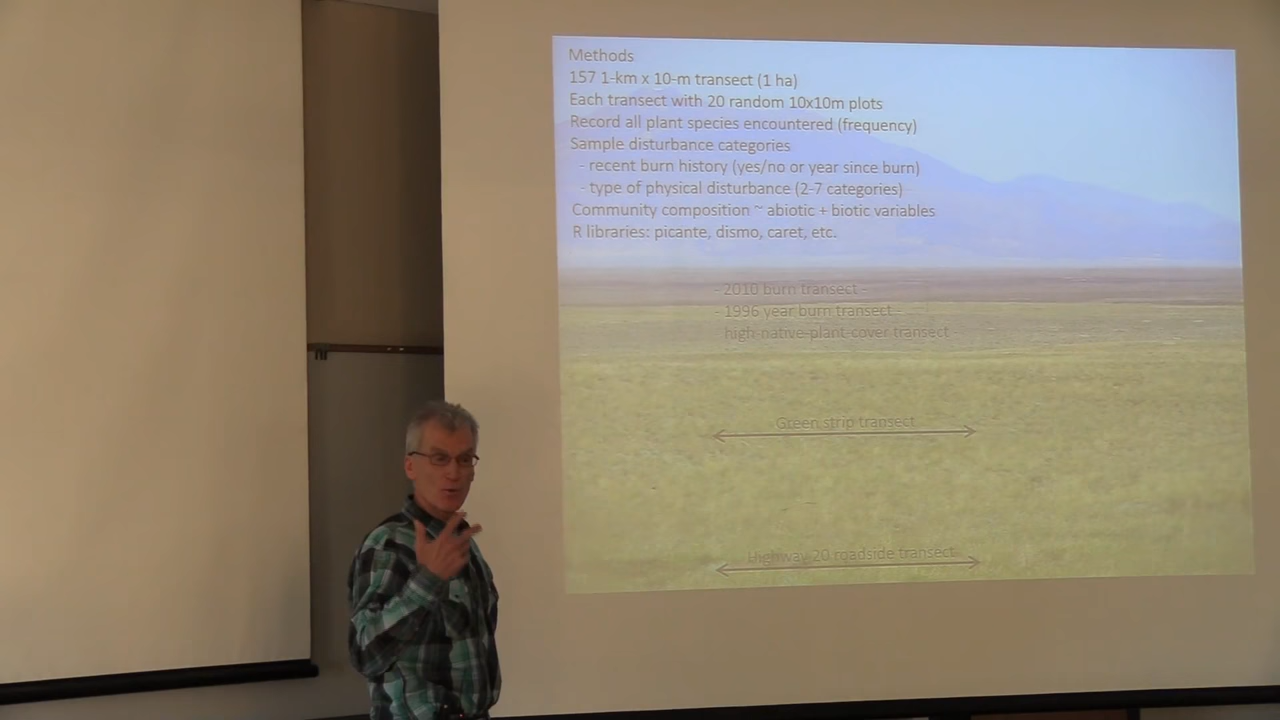 Methods
157 1-km x 10-m transect (1 ha)
Each transect with 20 random 10x10m plots
Record all plant species encountered (frequency)
Sample disturbance categories
- recent burn history (yes/no or year since burn)
- type of physical disturbance (2-7 categories)
Community composition ~ abiotic + biotic variables
R libraries: picante, dismo, caret, etc.
- 2010 burn transect -
- 1996 year burn transect -
high-native-plant-cover transect -
Green strip transect
Highway 20 roadside transect